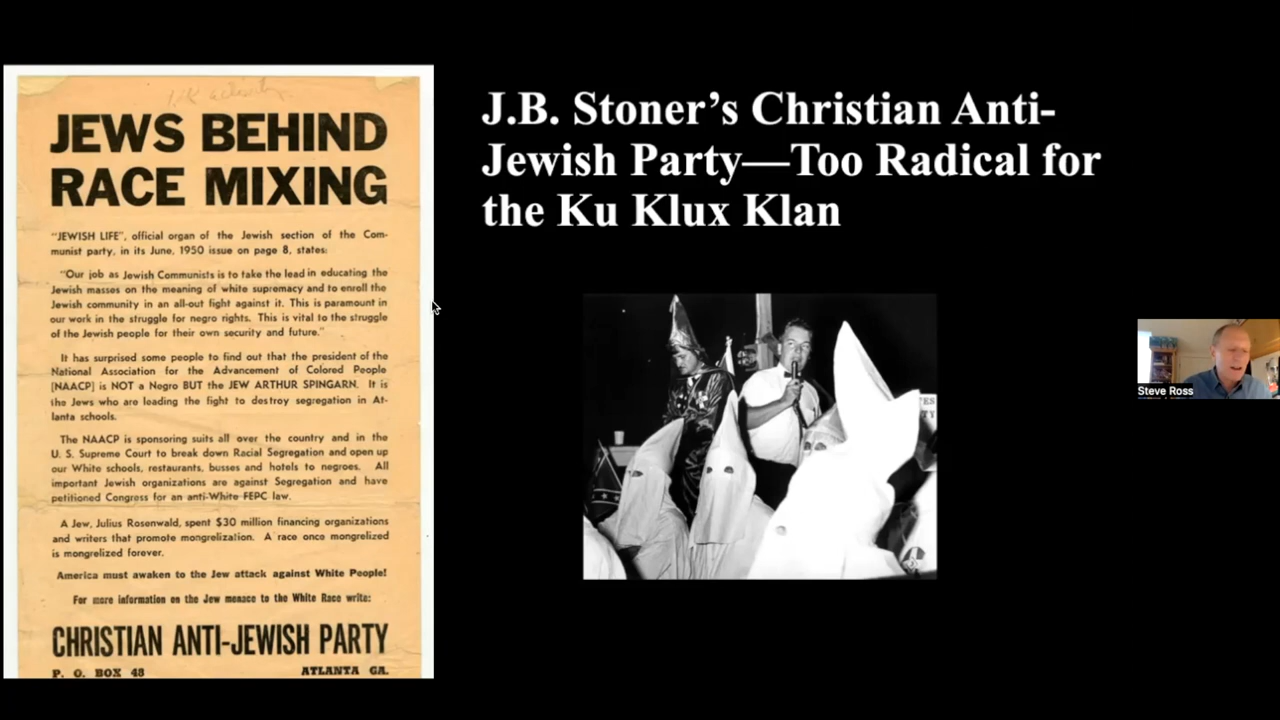 JEWS BEHIND
RACE MIXING
"JEWISH LIFE", official organ of the Jewish section of the Com-
munist party, in its June, 1950 issue on page 8, states:
"Our job as Jewish Communists is to take the lead in educating the
Jewish masses on the meaning of white supremacy and to enroll the
Jewish community in an all-out fight against it. This is paramount in
our work in the struggle for negro rights. This is vital to the struggle
of the Jewish people for their own security and future."
It has surprised some people to find out that the president of the
National Association for the Advancement of Colored People
[NAACP] is NOT a Negro BUT the JEW ARTHUR SPINGARN. It is
the Jews who are leading the fight to destroy segregation in At-
lanta schools.
The NAACP is sponsoring suits all over the country and in the
U. S. Supreme Court to break down Racial Segregation and open up
our White schools, restaurants, busses and hotels to negroes. All
important Jewish organizations are against Segregation and have
petitioned Congress for an anti-White FEPC law.
A Jew, Julius Rosenwald, spent $30 million financing organizations
and writers that promote mongrelization. A race once mongrelized
is mongrelized forever.
America must awaken to the Jew attack against White People!
For more information on the Jew menace to the White Race write:
CHRISTIAN ANTI-JEWISH PARTY
P. O. BOX 48 ATLANTA GA.
J.B. Stoner's Christian Anti-
Jewish Party—Too Radical for
the Ku Klux Klan
Steve Ross